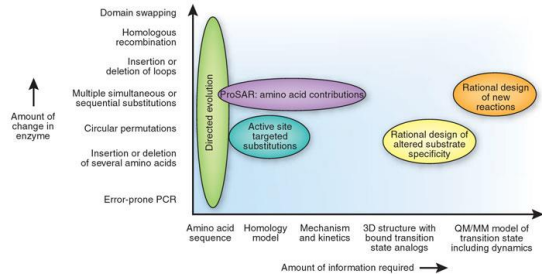 Domain swapping
Homologous
recombination
Insertion or
deletion of loops
Multiple simultaneous or
sequential substitutions
Circular permutations
Insertion or deletion
of several amino acids
Error-prone PCR
Amount of
change in
enzyme
Directed evolution
ProSAR: amino acid contributions
Active site
targeted
substitutions
Rational design of
altered substrate
specificity
Rational design
of new
reactions
Amino acid
sequence
Homology
model
Mechanism
and kinetics
3D structure with
bound transition
state analogs
QM/MM model of
transition state
including dynamics
Amount of information required